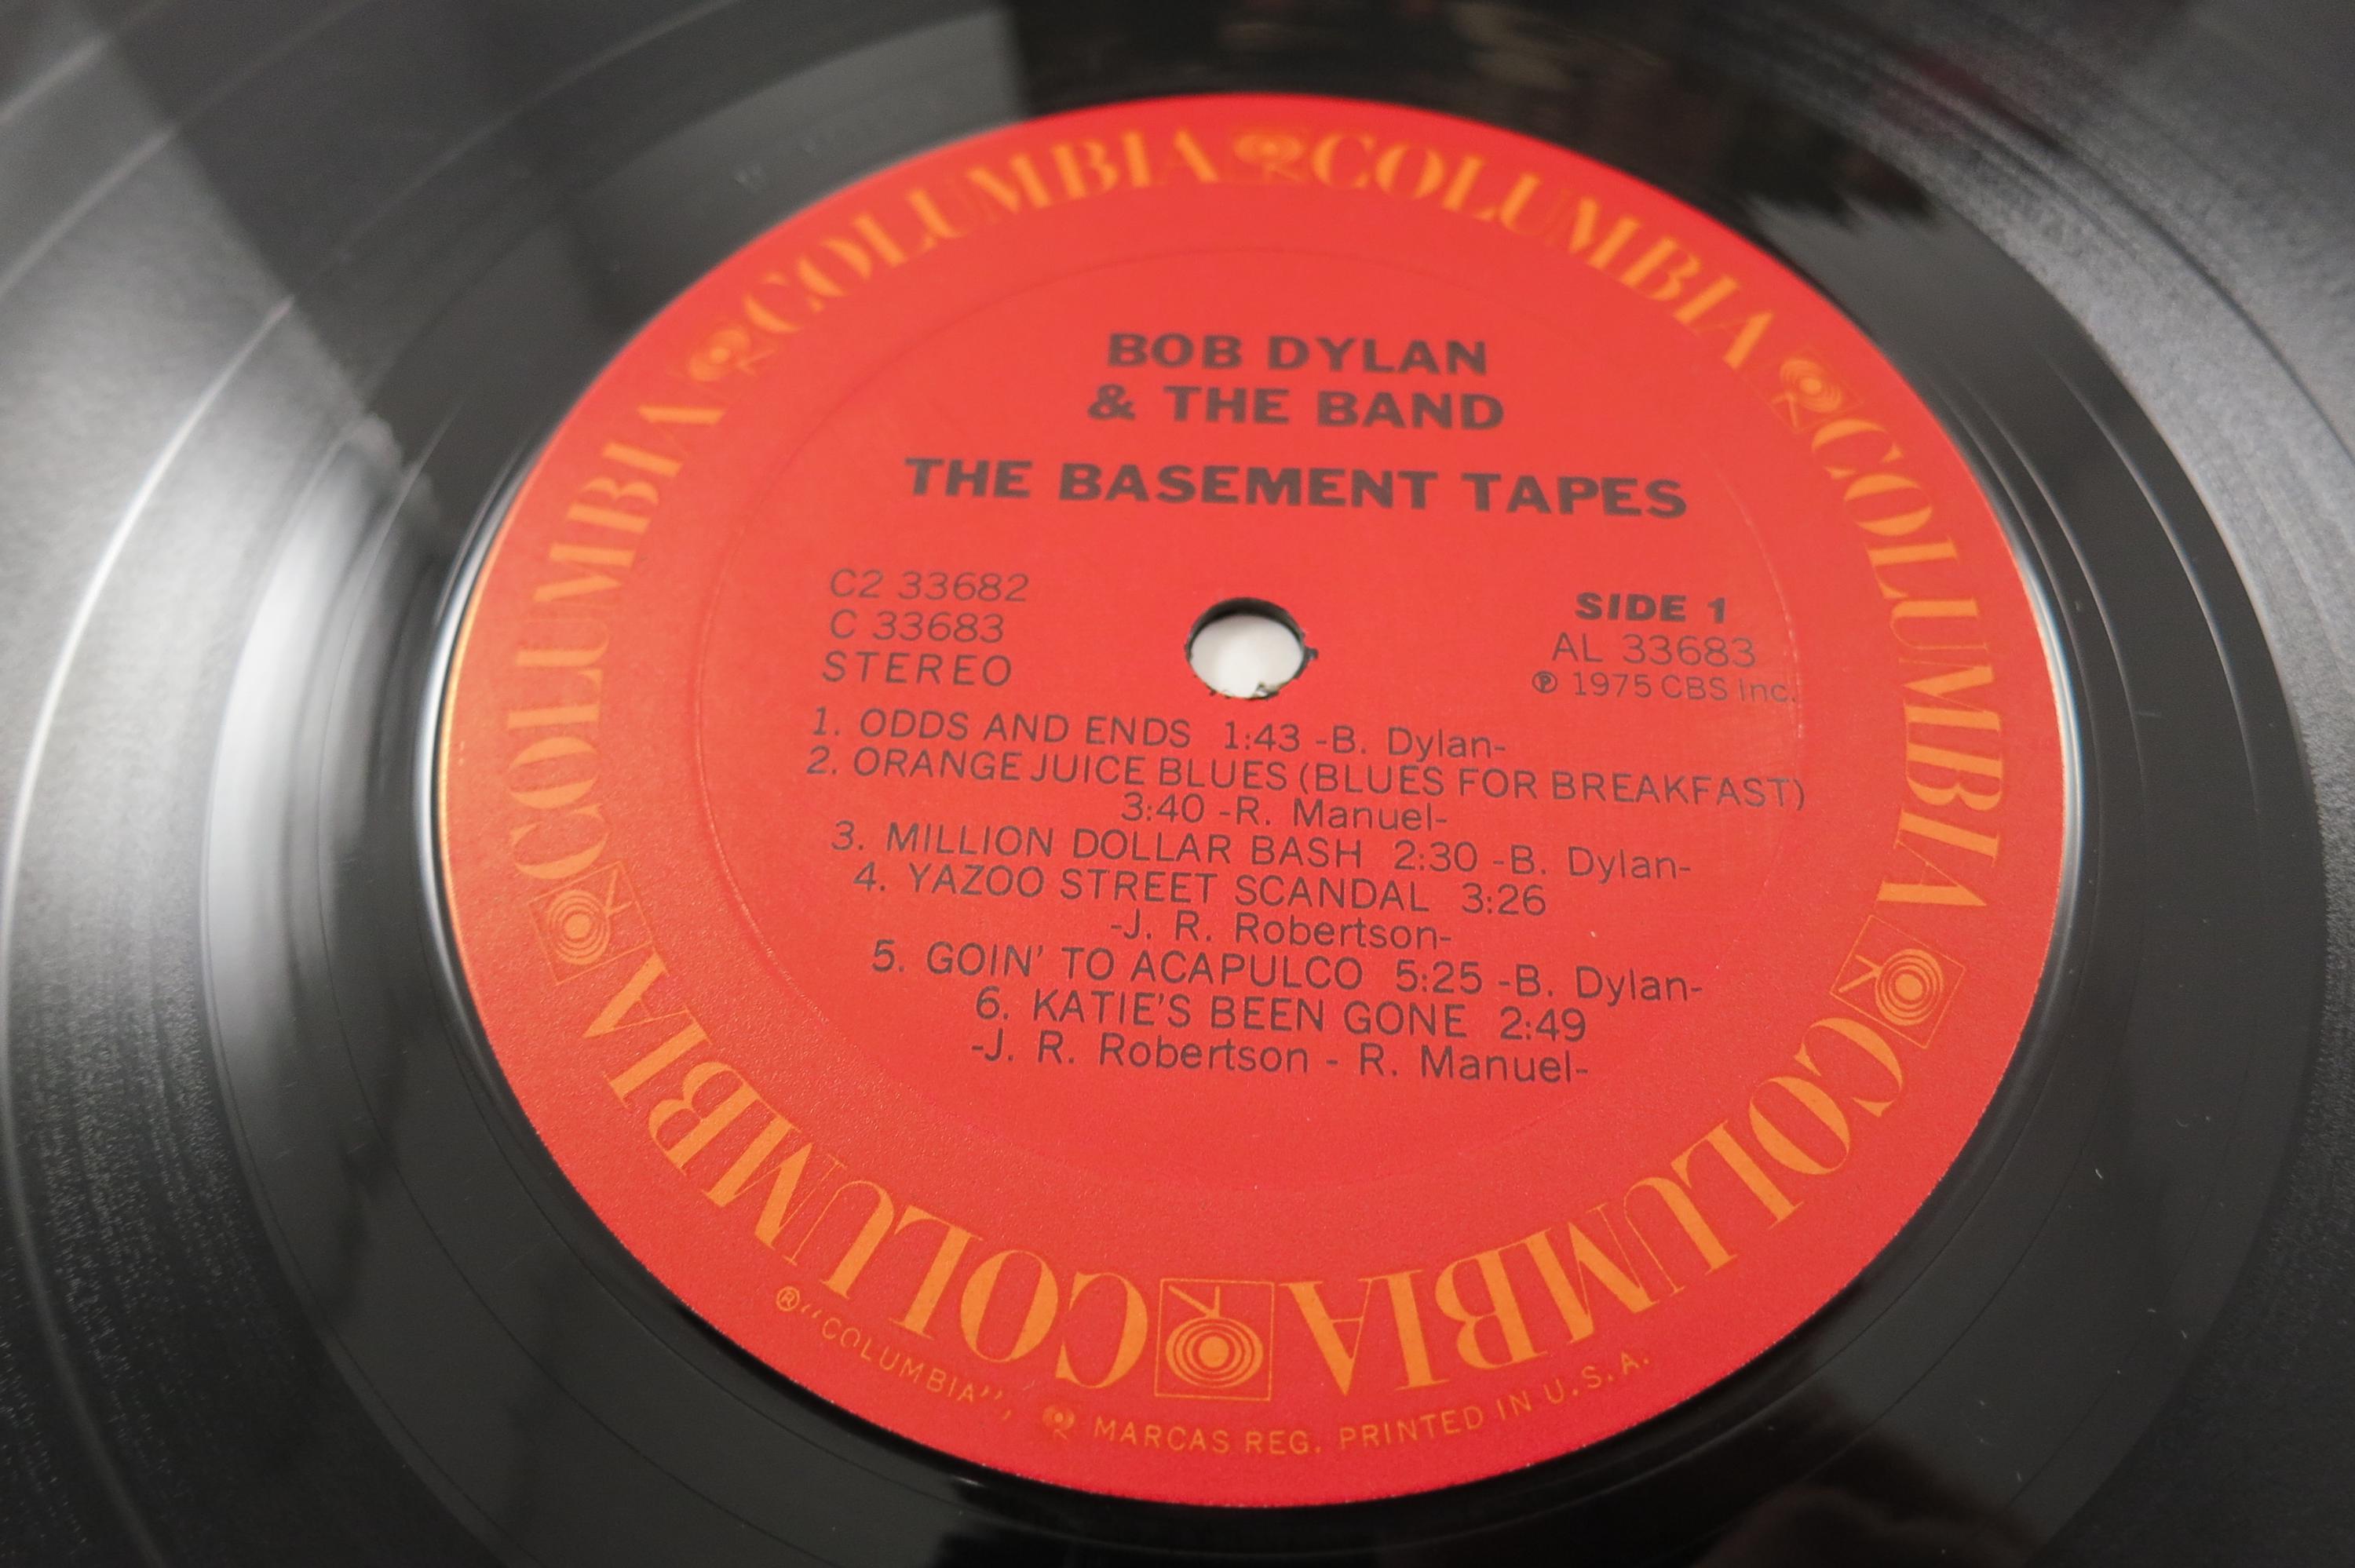 COLUMBIA COLUMBIA COLUMBIA COLUMBIA COLUMBIA COLUMBIA
BOB DYLAN
& THE BAND
THE BASEMENT TAPES
C2 33682
C 33683
STEREO
SIDE 1
AL 33683
℗ 1975 CBS Inc.
1. ODDS AND ENDS 1:43 -B. Dylan-
2. ORANGE JUICE BLUES (BLUES FOR BREAKFAST)
3:40 -R. Manuel-
3. MILLION DOLLAR BASH 2:30 -B. Dylan-
4. YAZOO STREET SCANDAL 3:26
-J. R. Robertson-
5. GOIN' TO ACAPULCO 5:25 -B. Dylan-
6. KATIE'S BEEN GONE 2:49
-J. R. Robertson - R. Manuel-
® "COLUMBIA", MARCAS REG. PRINTED IN U.S.A.